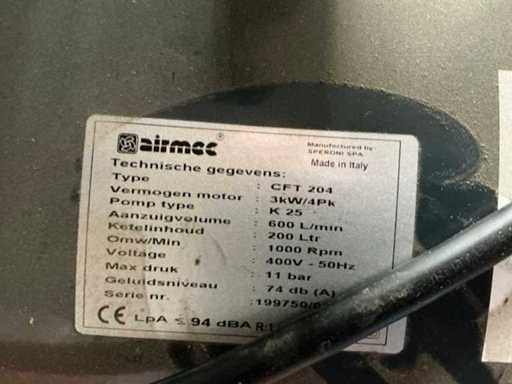 airmec®
Manufactured by:
SPERONI SPA.
Made in Italy
Technische gegevens:
Type : CFT 204
Vermogen motor : 3kW/4Pk
Pomp type : K 25
Aanzuigvolume : 600 L/min
Ketelinhoud : 200 Ltr
Omw/Min : 1000 Rpm
Voltage : 400V - 50Hz
Max druk : 11 bar
Geluidsniveau : 74 db (A)
Serie nr. : 199750/
CE LpA ≤ 94 dBA R:1